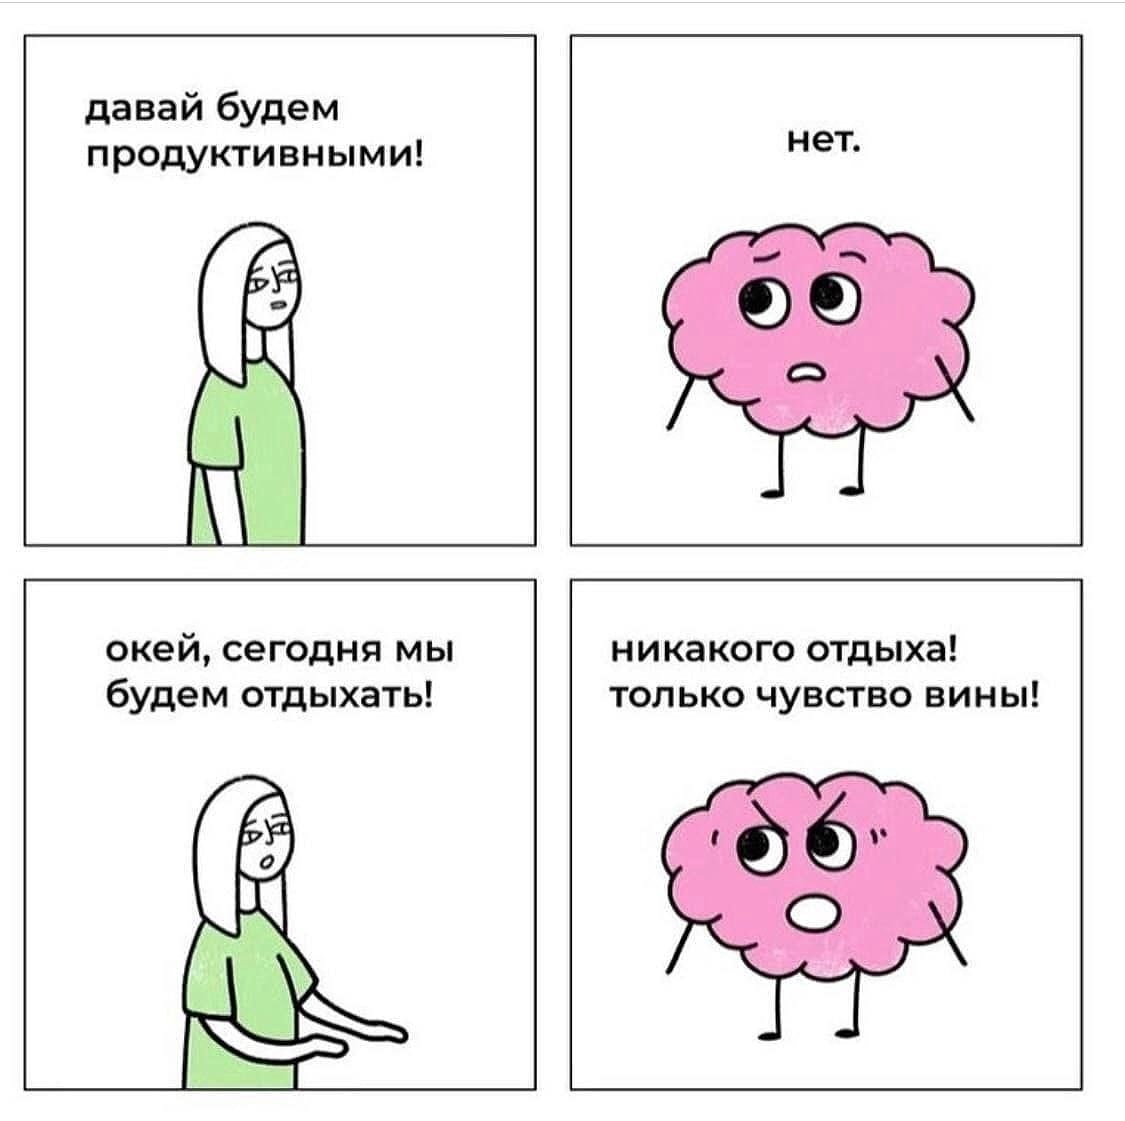 давай будем
продуктивными!
нет.
окей, сегодня мы
будем отдыхать!
никакого отдыха!
только чувство вины!